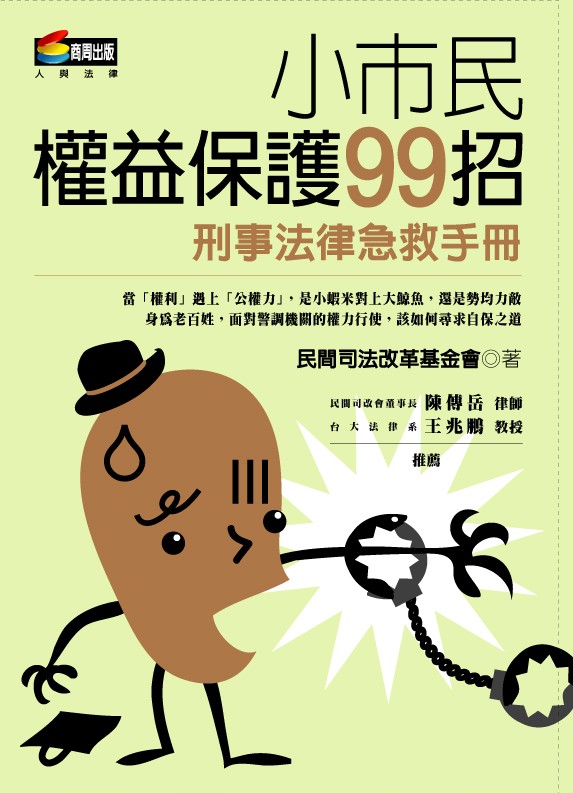 商周出版
人與法律
小市民
權益保護99招
刑事法律急救手冊
當「權利」遇上「公權力」，是小蝦米對上大鯨魚，還是勢均力敵
身為老百姓，面對警調機關的權力行使，該如何尋求自保之道
民間司法改革基金會◎著
民間司改會董事長 陳傳岳 律師
台大法律系 王兆鵬 教授
推薦